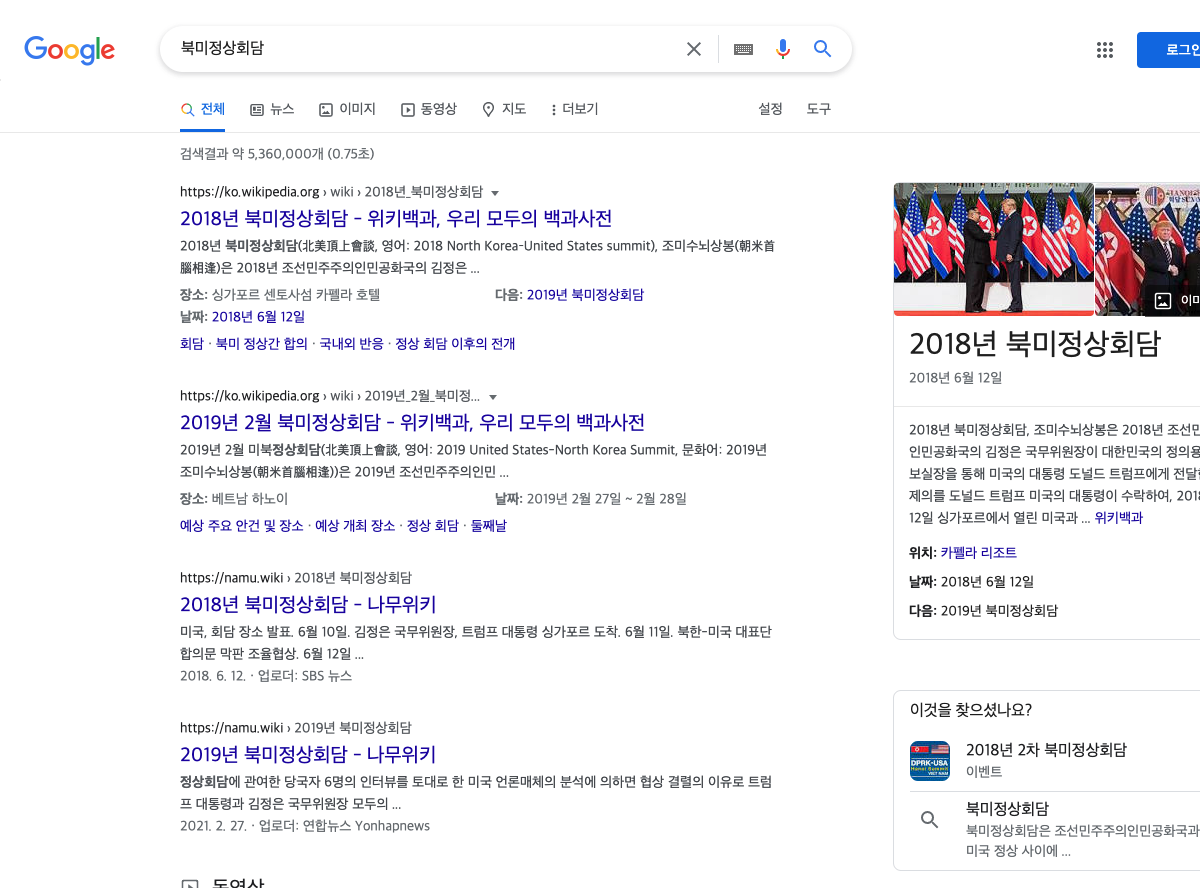 Google
북미정상회담
로그인
전체
뉴스
이미지
동영상
지도
더보기
설정
도구
검색결과 약 5,360,000개 (0.75초)
https://ko.wikipedia.org › wiki › 2018년_북미정상회담
2018년 북미정상회담 - 위키백과, 우리 모두의 백과사전
2018년 북미정상회담(北美頂上會談, 영어: 2018 North Korea-United States summit), 조미수뇌상봉(朝米首
腦相逢)은 2018년 조선민주주의인민공화국의 김정은 ...
장소: 싱가포르 센토사섬 카펠라 호텔
다음: 2019년 북미정상회담
날짜: 2018년 6월 12일
회담 · 북미 정상간 합의 · 국내외 반응 · 정상 회담 이후의 전개
https://ko.wikipedia.org › wiki › 2019년_2월_북미정...
2019년 2월 북미정상회담 - 위키백과, 우리 모두의 백과사전
2019년 2월 미북정상회담(北美頂上會談, 영어: 2019 United States–North Korea Summit, 문화어: 2019년
조미수뇌상봉(朝米首腦相逢))은 2019년 조선민주주의인민 ...
장소: 베트남 하노이
날짜: 2019년 2월 27일 ~ 2월 28일
예상 주요 안건 및 장소 · 예상 개최 장소 · 정상 회담 · 둘째날
https://namu.wiki › 2018년 북미정상회담
2018년 북미정상회담 - 나무위키
미국, 회담 장소 발표. 6월 10일. 김정은 국무위원장, 트럼프 대통령 싱가포르 도착. 6월 11일. 북한-미국 대표단
합의문 막판 조율협상. 6월 12일 ...
2018. 6. 12. · 업로더: SBS 뉴스
https://namu.wiki › 2019년 북미정상회담
2019년 북미정상회담 - 나무위키
정상회담에 관여한 당국자 6명의 인터뷰를 토대로 한 미국 언론매체의 분석에 의하면 협상 결렬의 이유로 트럼
프 대통령과 김정은 국무위원장 모두의 ...
2021. 2. 27. · 업로더: 연합뉴스 Yonhapnews
동영상
이미
2018년 북미정상회담
2018년 6월 12일
2018년 북미정상회담, 조미수뇌상봉은 2018년 조선민
인민공화국의 김정은 국무위원장이 대한민국의 정의용
보실장을 통해 미국의 대통령 도널드 트럼프에게 전달한
제의를 도널드 트럼프 미국의 대통령이 수락하여, 2018
12일 싱가포르에서 열린 미국과 ... 위키백과
위치: 카펠라 리조트
날짜: 2018년 6월 12일
다음: 2019년 북미정상회담
이것을 찾으셨나요?
DPRK-USA
Hanoi Summit
VIET NAM
2018년 2차 북미정상회담
이벤트
북미정상회담
북미정상회담은 조선민주주의인민공화국과
미국 정상 사이에 ...